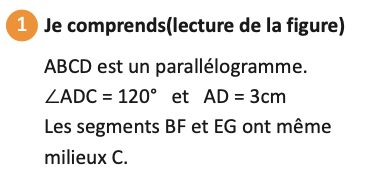 1 Je comprends(lecture de la figure)
ABCD est un parallélogramme.
∠ADC = 120° et AD = 3cm
Les segments BF et EG ont même
milieux C.